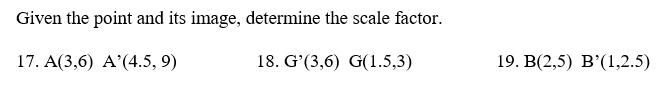 Given the point and its image, determine the scale factor.
17. A(3,6) A’(4.5, 9) 18. G’(3,6) G(1.5,3) 19. B(2,5) B’(1,2.5)